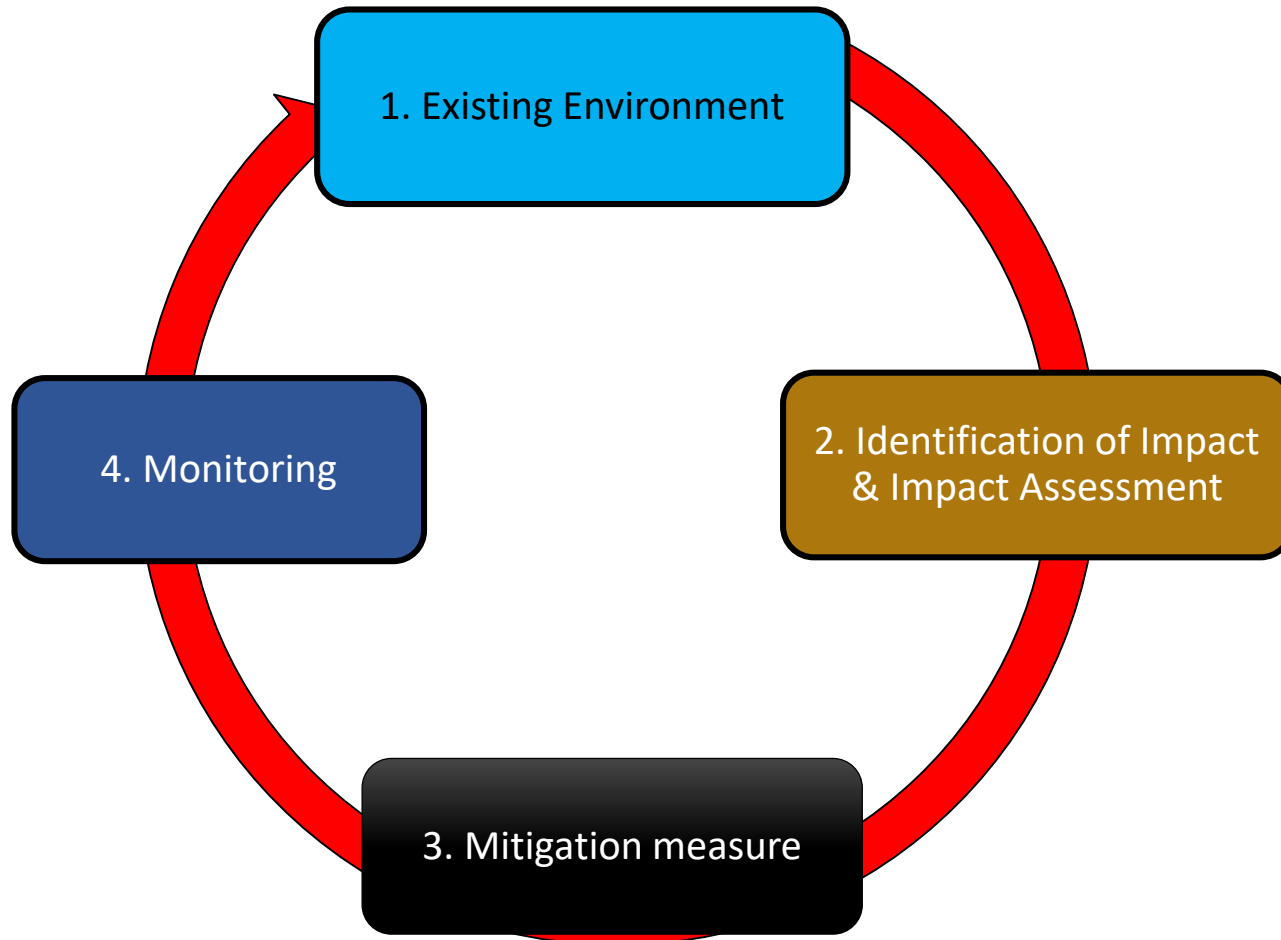 1. Existing Environment
2. Identification of Impact
& Impact Assessment
3. Mitigation measure
4. Monitoring